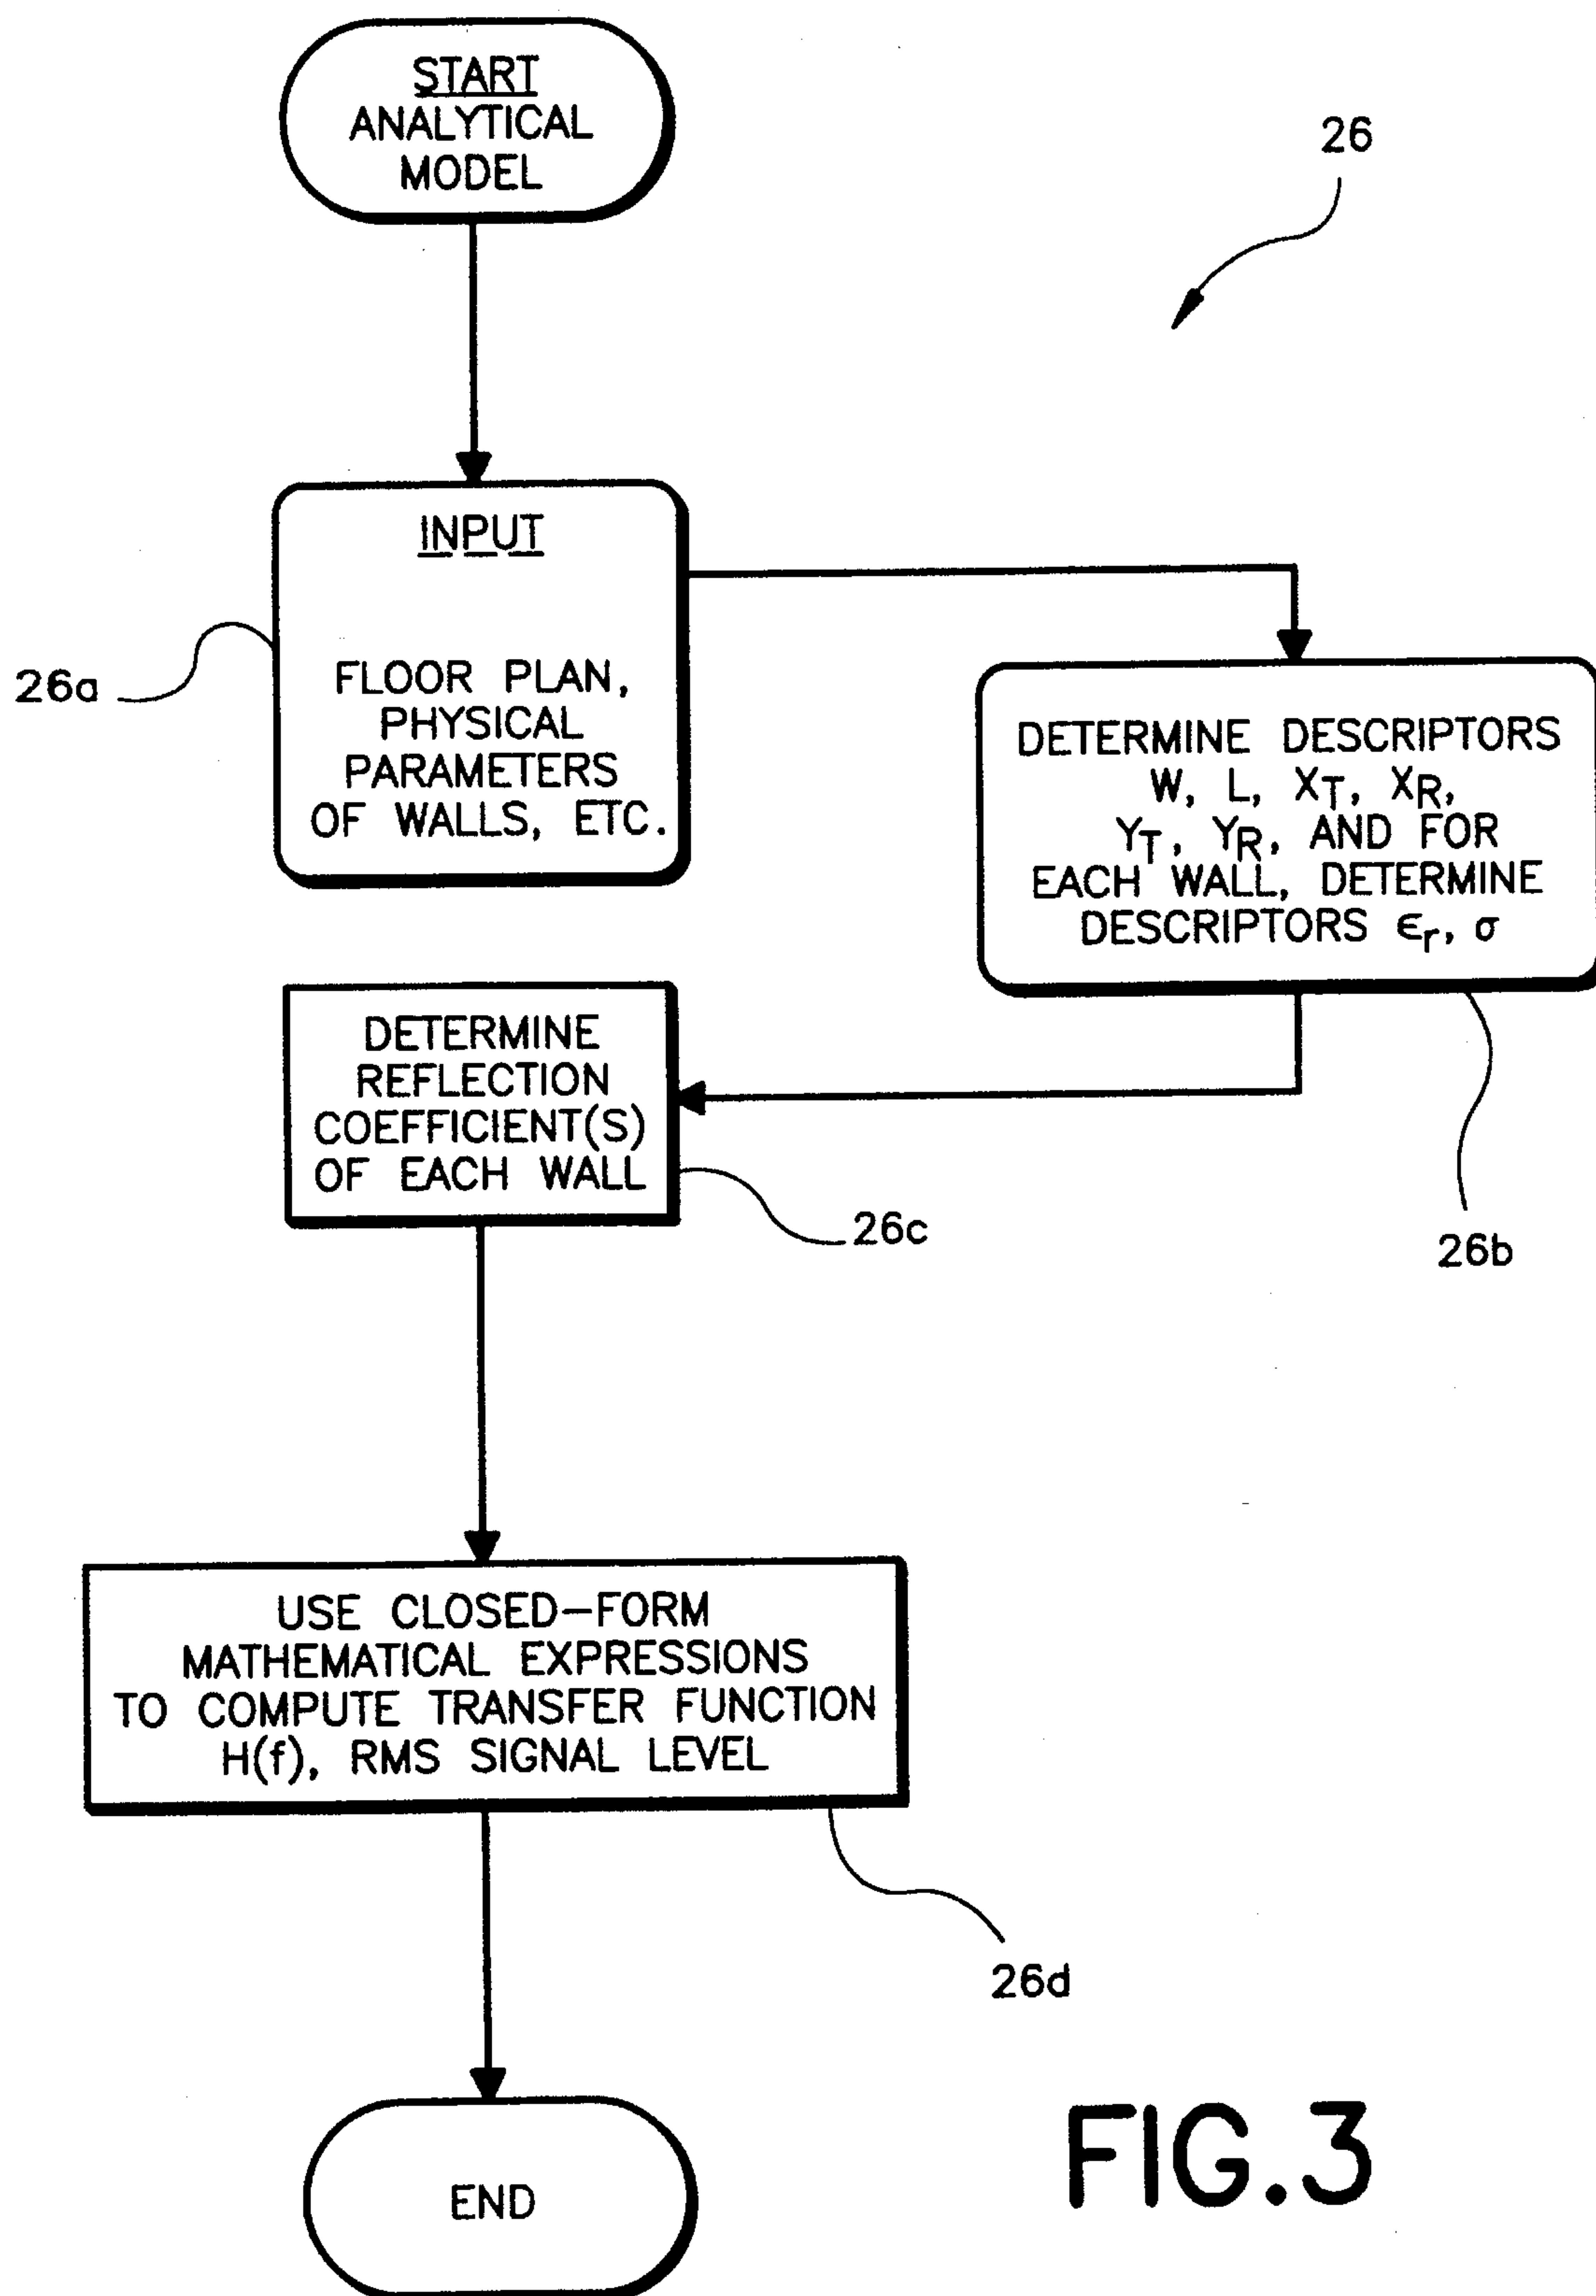 START
ANALYTICAL
MODEL
26
INPUT
FLOOR PLAN,
PHYSICAL
PARAMETERS
OF WALLS, ETC.
26a
DETERMINE DESCRIPTORS
W, L, XT, XR,
YT, YR, AND FOR
EACH WALL, DETERMINE
DESCRIPTORS ϵr, σ
26b
DETERMINE
REFLECTION
COEFFICIENT(S)
OF EACH WALL
26c
USE CLOSED-FORM
MATHEMATICAL EXPRESSIONS
TO COMPUTE TRANSFER FUNCTION
H(f), RMS SIGNAL LEVEL
26d
END
FIG.3